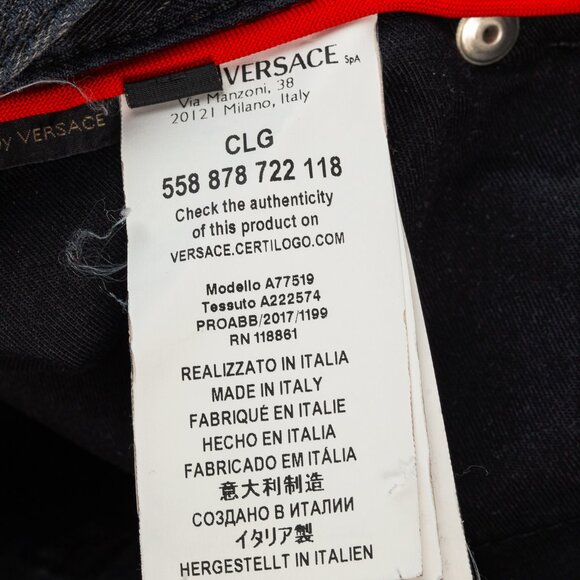 VERSACE SpA
Via Manzoni, 38
20121 Milano, Italy
CLG
558 878 722 118
Check the authenticity
of this product on
VERSACE.CERTILOGO.COM
Modello A77519
Tessuto A222574
PROABB/2017/1199
RN 118861
REALIZZATO IN ITALIA
MADE IN ITALY
FABRIQUÉ EN ITALIE
HECHO EN ITALIA
FABRICADO EM ITÁLIA
意大利制造
СОЗДАНО В ИТАЛИИ
イタリア製
HERGESTELLT IN ITALIEN
by VERSACE